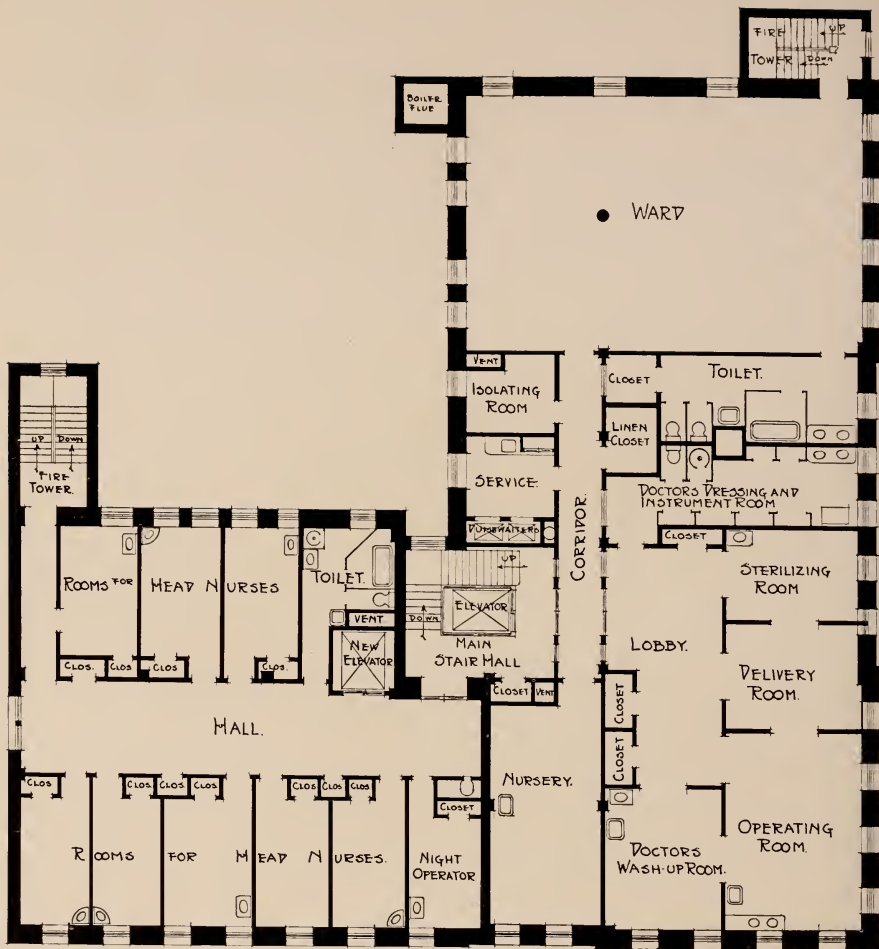 FIRE
UP
TOWER
DOWN
BOILER
FLUE
WARD
VENT
ISOLATING
ROOM
CLOSET
TOILET.
LINEN
CLOSET
SERVICE.
DOCTORS DRESSING AND
INSTRUMENT ROOM
DUMBWAITERS
CORRIDOR.
CLOSET
STERILIZING
ROOM
UP
DOWN
FIRE
TOWER.
ROOMS FOR HEAD NURSES
TOILET.
VENT
NEW
ELEVATOR
UP
ELEVATOR
DOWN
MAIN
STAIR HALL
LOBBY.
DELIVERY
ROOM.
CLOS.
CLOS
CLOS
CLOS.
CLOSET
VENT
CLOSET
CLOSET
HALL.
NURSERY.
CLOS
CLOS
CLOS
CLOS
CLOS
CLOS
CLOS
CLOSET
ROOMS FOR HEAD NURSES.
NIGHT
OPERATOR
DOCTORS
WASH-UP ROOM.
OPERATING
ROOM.